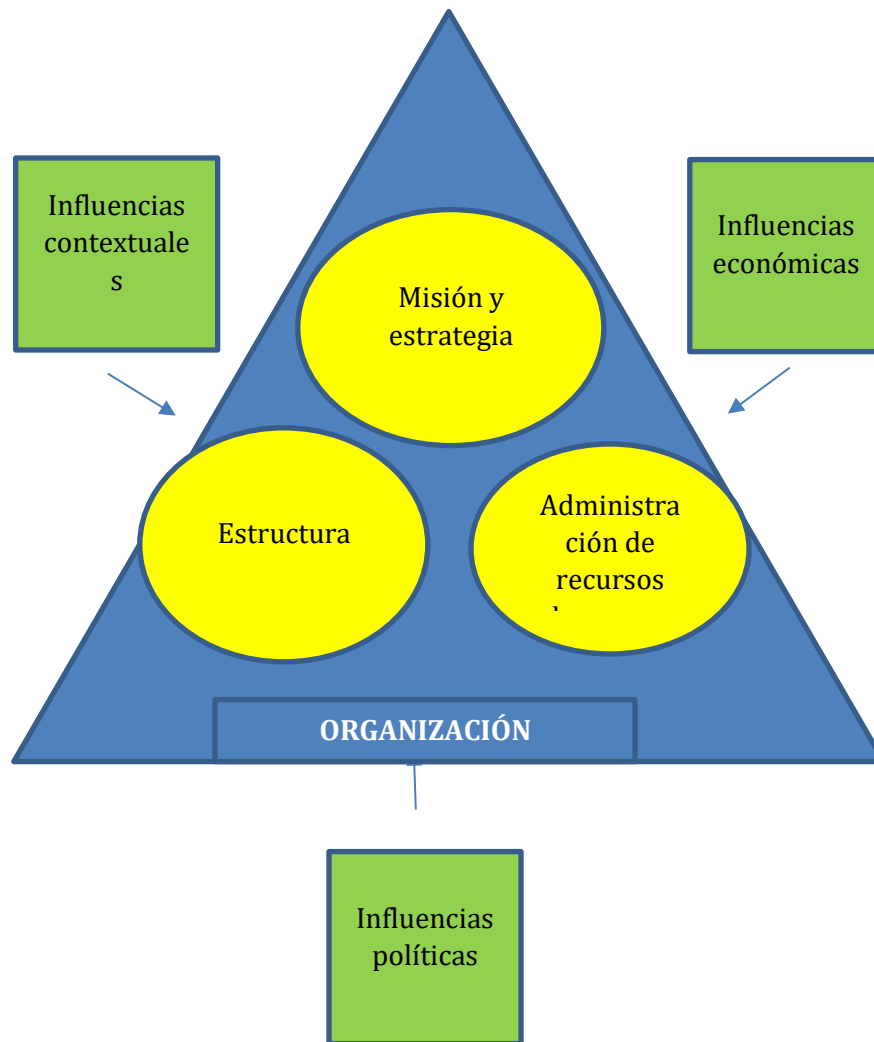 Influencias
contextuale
s
Influencias
económicas
Misión y
estrategia
Estructura
Administra
ción de
recursos
ORGANIZACIÓN
Influencias
políticas